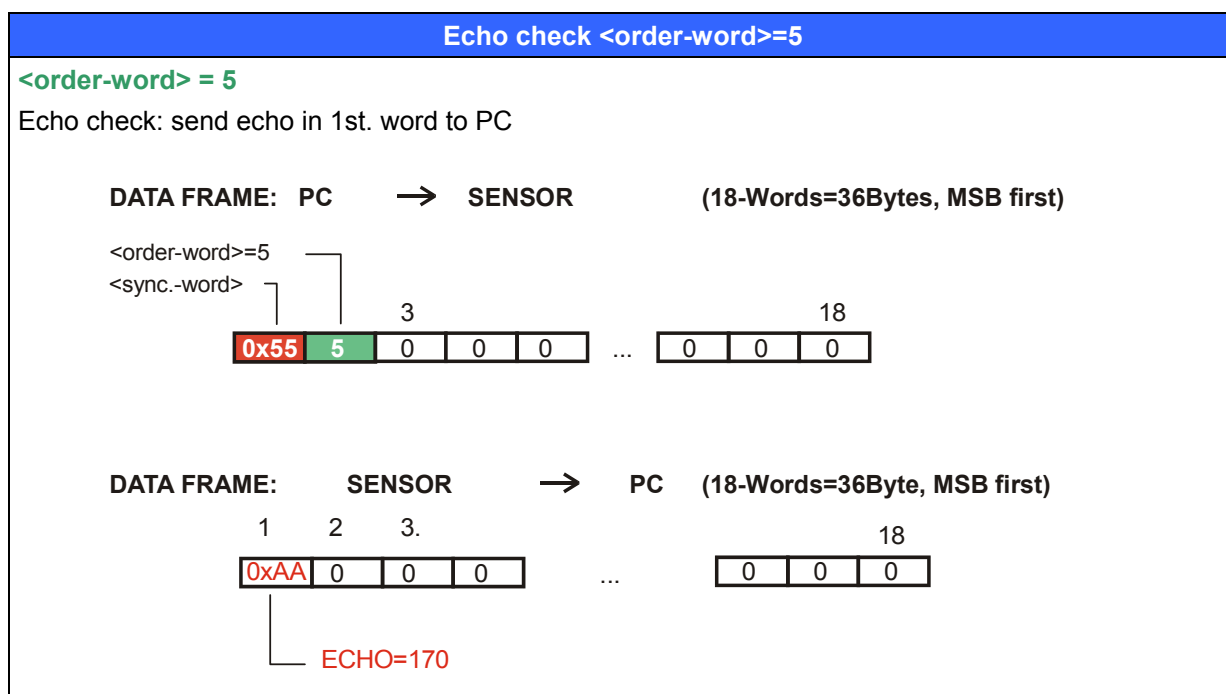 Echo check <order-word>=5
<order-word> = 5
Echo check: send echo in 1st. word to PC
DATA FRAME: PC → SENSOR (18-Words=36Bytes, MSB first)
<order-word>=5
<sync.-word>
3 18
0x55 5 0 0 0 ... 0 0 0
DATA FRAME: SENSOR → PC (18-Words=36Byte, MSB first)
1 2 3. 18
0xAA 0 0 0 ... 0 0 0
ECHO=170